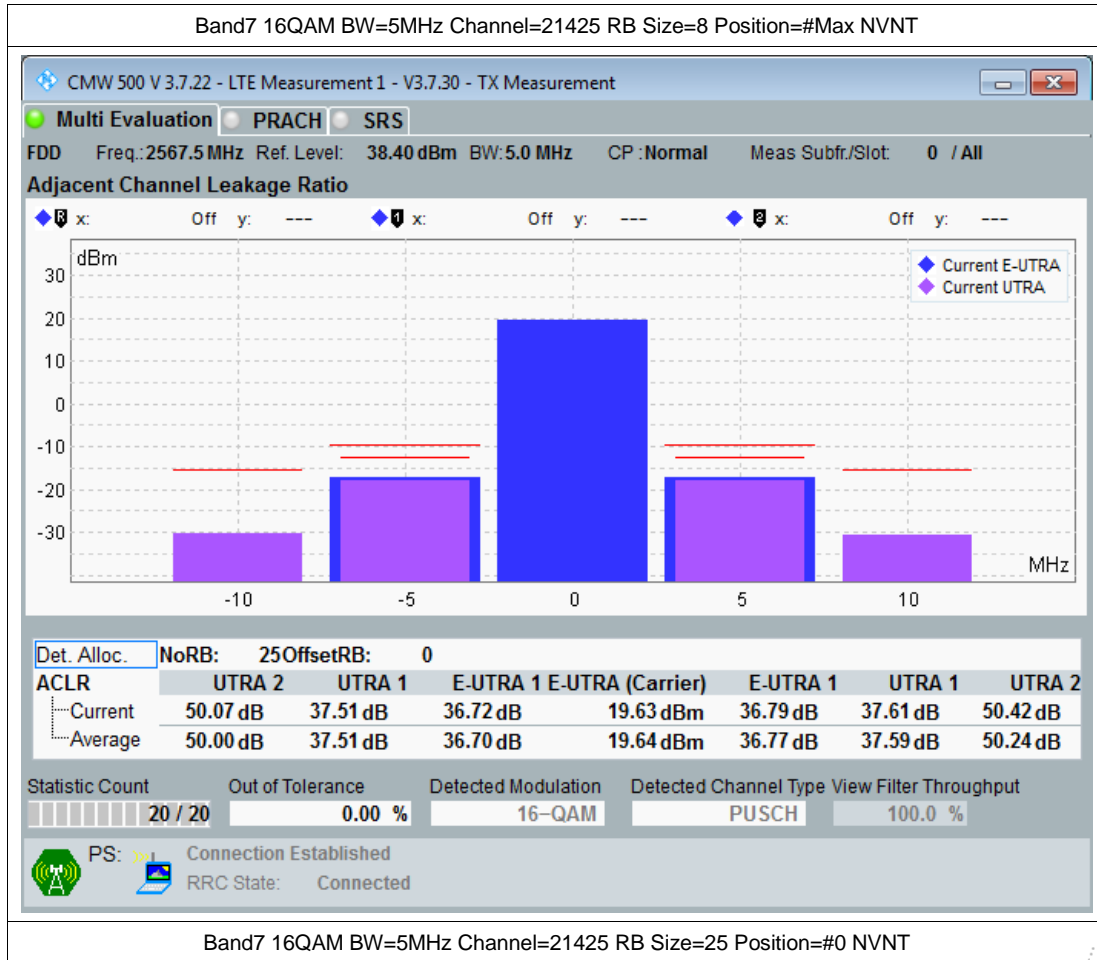 Band7 16QAM BW=5MHz Channel=21425 RB Size=8 Position=#Max NVNT
CMW 500 V 3.7.22 - LTE Measurement 1 - V3.7.30 - TX Measurement
Multi Evaluation PRACH SRS
FDD Freq.:2567.5 MHz Ref. Level: 38.40 dBm BW:5.0 MHz CP :Normal Meas Subfr./Slot: 0 / All
Adjacent Channel Leakage Ratio
R x: Off y: --- 1 x: Off y: --- 2 x: Off y: ---
dBm
Current E-UTRA
Current UTRA
30
20
10
0
-10
-20
-30
MHz
-10 -5 0 5 10
Det. Alloc. NoRB: 25 OffsetRB: 0
ACLR UTRA 2 UTRA 1 E-UTRA 1 E-UTRA (Carrier) E-UTRA 1 UTRA 1 UTRA 2
Current 50.07 dB 37.51 dB 36.72 dB 19.63 dBm 36.79 dB 37.61 dB 50.42 dB
Average 50.00 dB 37.51 dB 36.70 dB 19.64 dBm 36.77 dB 37.59 dB 50.24 dB
Statistic Count Out of Tolerance Detected Modulation Detected Channel Type View Filter Throughput
20 / 20 0.00 % 16-QAM PUSCH 100.0 %
PS: Connection Established
RRC State: Connected
Band7 16QAM BW=5MHz Channel=21425 RB Size=25 Position=#0 NVNT